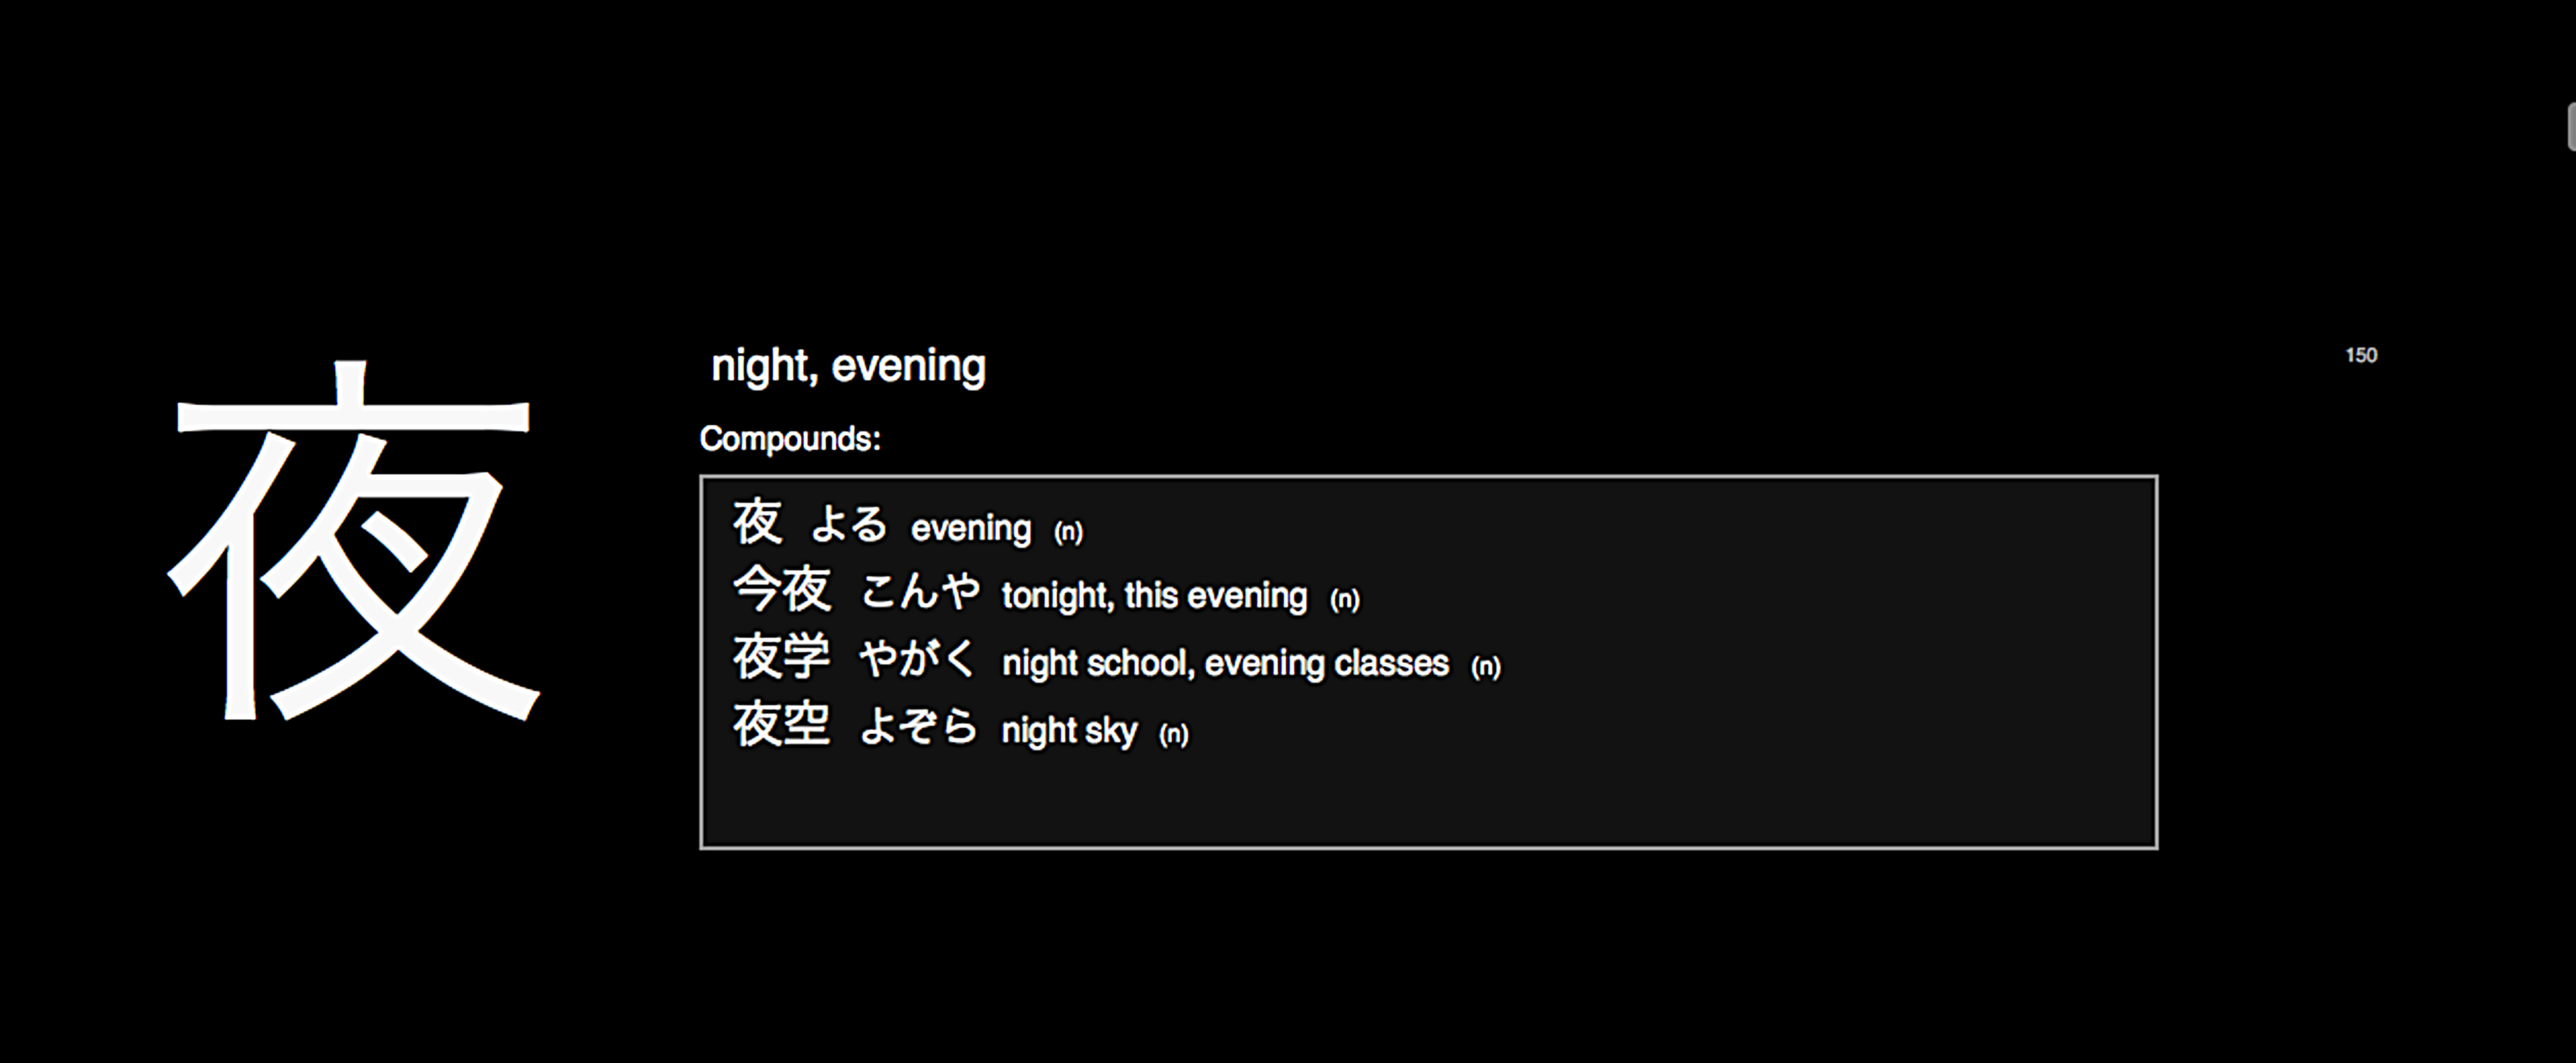 夜
night, evening
150
Compounds:
夜 よる evening (n)
今夜 こんや tonight, this evening (n)
夜学 やがく night school, evening classes (n)
夜空 よぞら night sky (n)